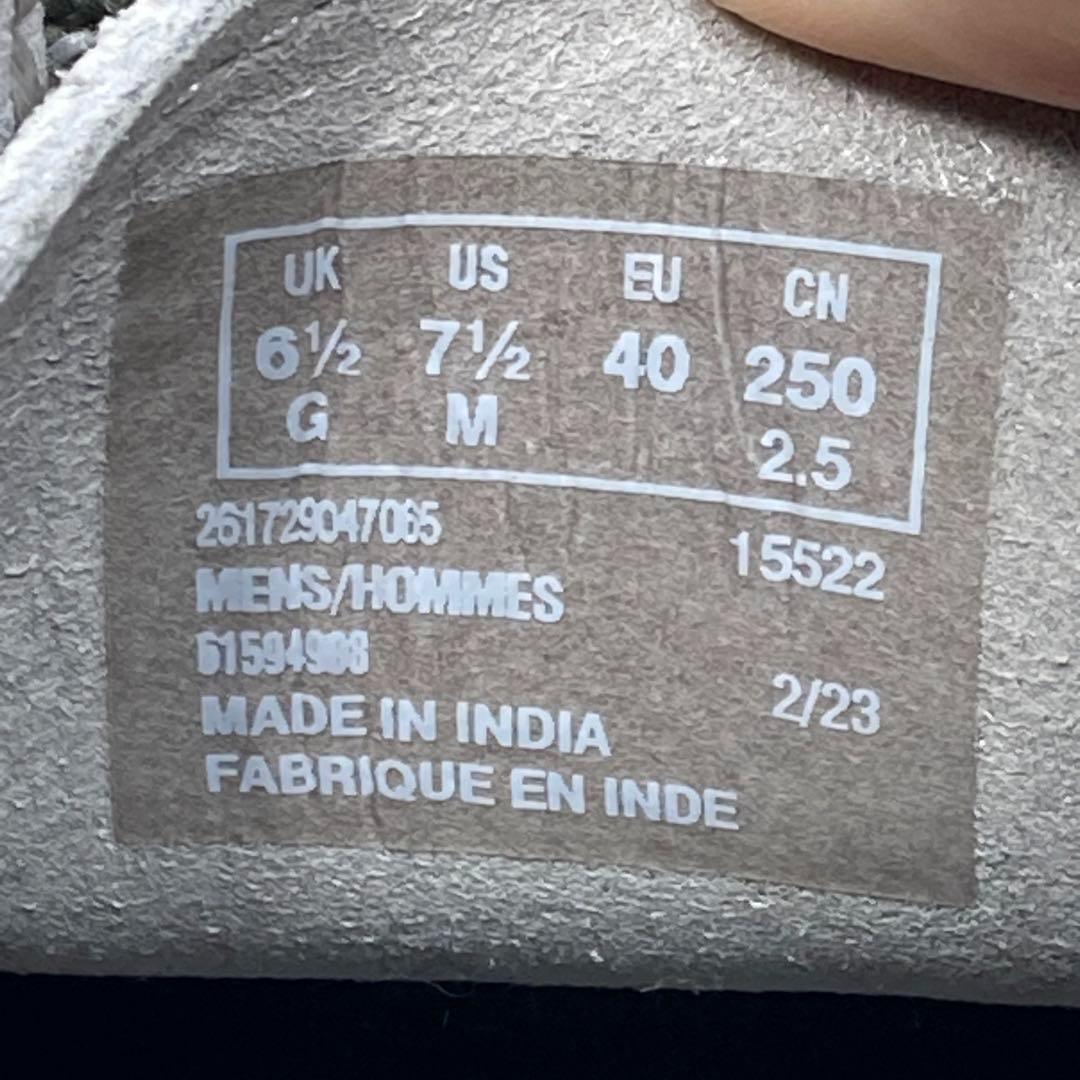 UK US EU CN
6½ 7½ 40 250
G M 2.5
261729047065
15522
MENS/HOMMES
2/23
MADE IN INDIA
FABRIQUE EN INDE